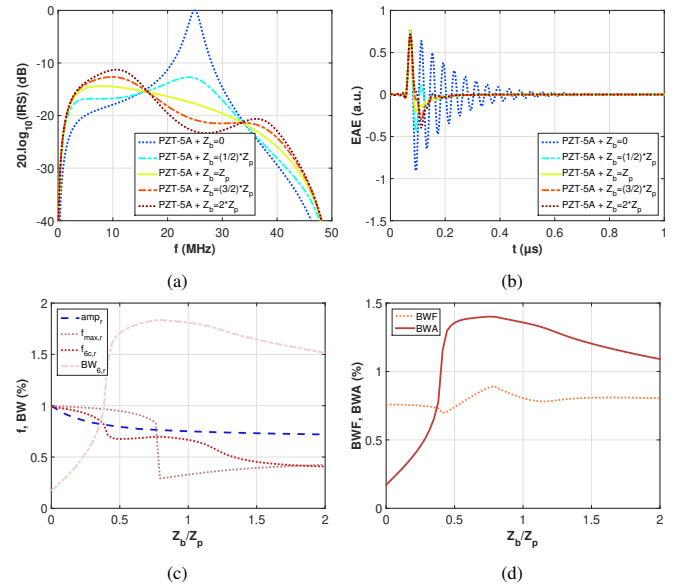 0
-10
-20
-30
-40
20.log10(IRS) (dB)
PZT-5A + Zb=0
PZT-5A + Zb=(1/2)*Zp
PZT-5A + Zb=Zp
PZT-5A + Zb=(3/2)*Zp
PZT-5A + Zb=2*Zp
0 10 20 30 40 50
f (MHz)
(a)
1
0.5
0
-0.5
-1
-1.5
EAE (a.u.)
PZT-5A + Zb=0
PZT-5A + Zb=(1/2)*Zp
PZT-5A + Zb=Zp
PZT-5A + Zb=(3/2)*Zp
PZT-5A + Zb=2*Zp
0 0.2 0.4 0.6 0.8 1
t (µs)
(b)
2
1.5
1
0.5
0
f, BW (%)
ampr
fmax,r
f6c,r
BW6,r
0 0.5 1 1.5 2
Zb/Zp
(c)
1.5
1
0.5
0
BWF, BWA (%)
BWF
BWA
0 0.5 1 1.5 2
Zb/Zp
(d)